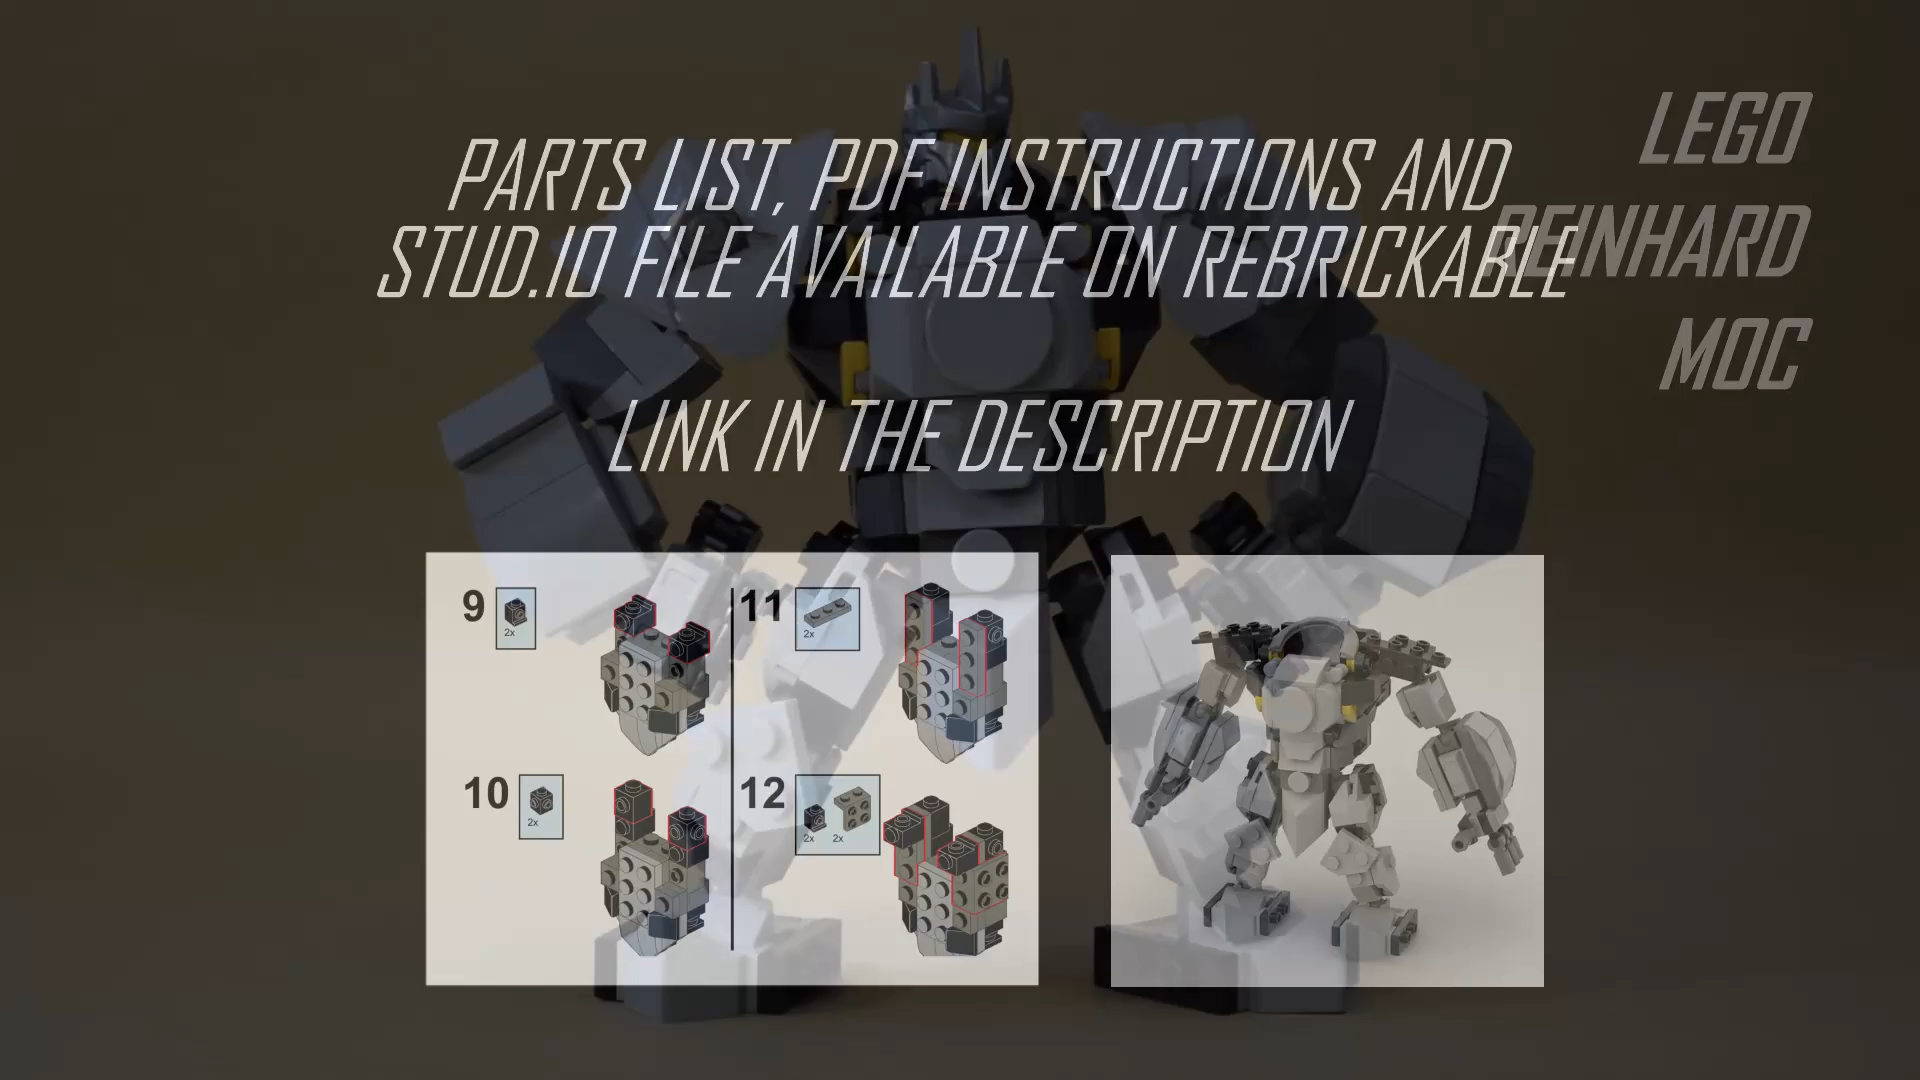 LEGO
REINHARD
MOC
PARTS LIST, PDF INSTRUCTIONS AND
STUD.IO FILE AVAILABLE ON REBRICKABLE
LINK IN THE DESCRIPTION
9
2x
10
2x
11
2x
12
2x 2x